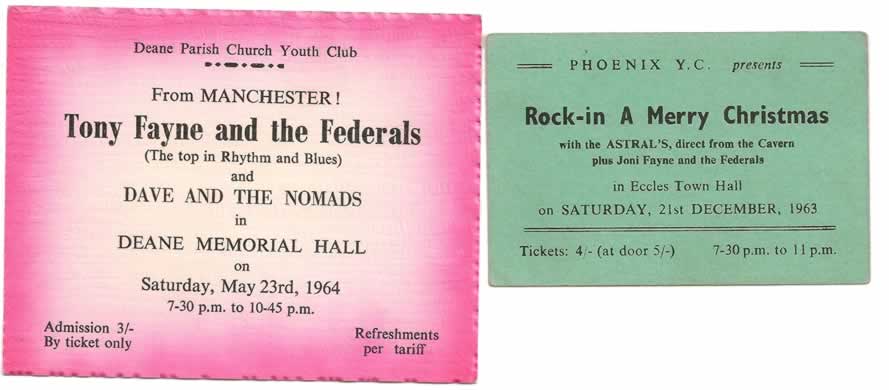 Deane Parish Church Youth Club
From MANCHESTER!
Tony Fayne and the Federals
(The top in Rhythm and Blues)
and
DAVE AND THE NOMADS
in
DEANE MEMORIAL HALL
on
Saturday, May 23rd, 1964
7-30 p.m. to 10-45 p.m.
Admission 3/-
By ticket only
Refreshments
per tariff
PHOENIX Y.C. presents
Rock-in A Merry Christmas
with the ASTRAL'S, direct from the Cavern
plus Joni Fayne and the Federals
in Eccles Town Hall
on SATURDAY, 21st DECEMBER, 1963
Tickets: 4/- (at door 5/-) 7-30 p.m. to 11 p.m.